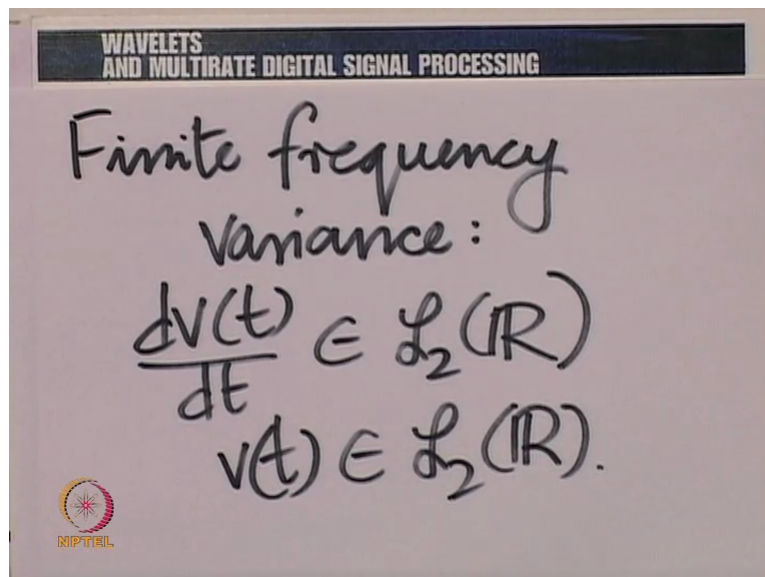 WAVELETS
AND MULTIRATE DIGITAL SIGNAL PROCESSING
Finite frequency
variance:
dv(t)/dt ∈ ℒ₂(ℝ)
v(t) ∈ ℒ₂(ℝ).
NPTEL